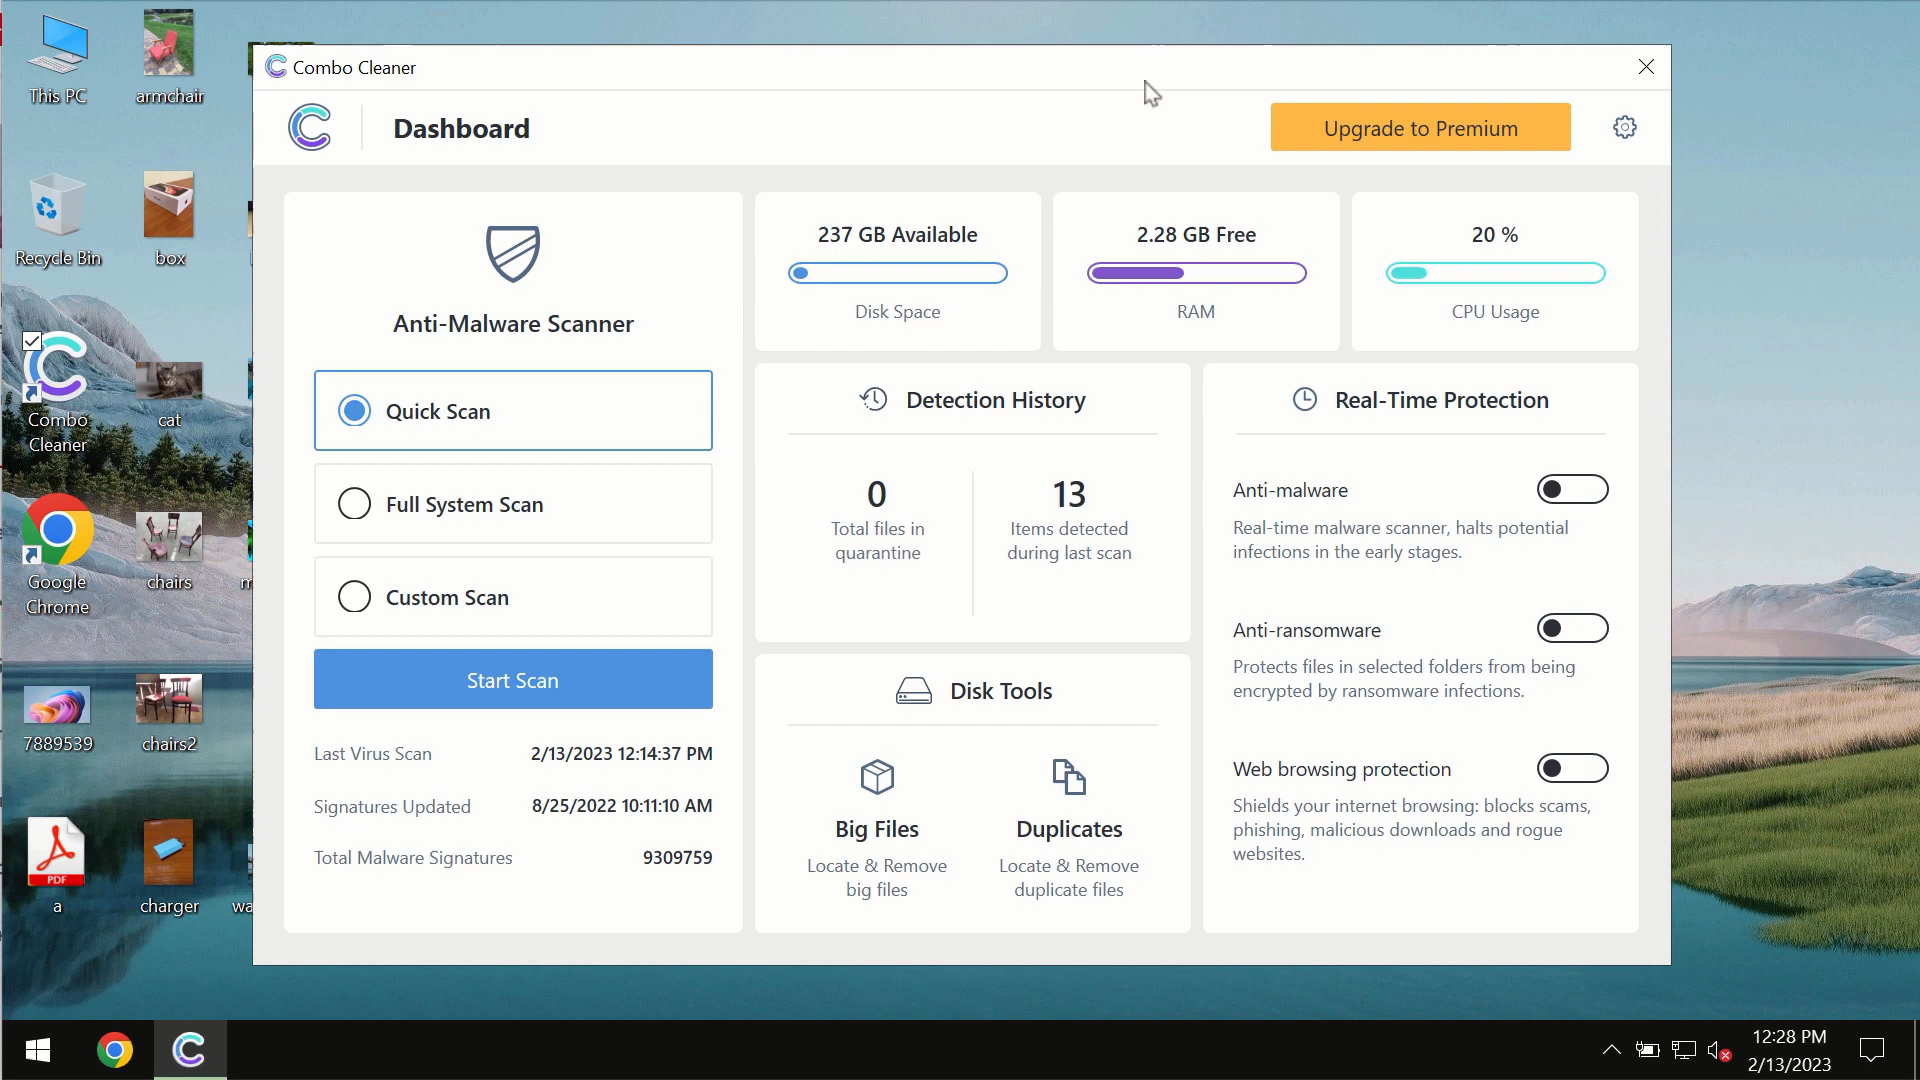 This PC
armchair
Recycle Bin
box
Combo
Cleaner
cat
Google
Chrome
chairs
7889539
chairs2
PDF
a
charger
wa
Combo Cleaner
Dashboard
Upgrade to Premium
Anti-Malware Scanner
Quick Scan
Full System Scan
Custom Scan
Start Scan
Last Virus Scan 2/13/2023 12:14:37 PM
Signatures Updated 8/25/2022 10:11:10 AM
Total Malware Signatures 9309759
237 GB Available
Disk Space
2.28 GB Free
RAM
20 %
CPU Usage
Detection History
0
Total files in
quarantine
13
Items detected
during last scan
Disk Tools
Big Files
Locate & Remove
big files
Duplicates
Locate & Remove
duplicate files
Real-Time Protection
Anti-malware
Real-time malware scanner, halts potential
infections in the early stages.
Anti-ransomware
Protects files in selected folders from being
encrypted by ransomware infections.
Web browsing protection
Shields your internet browsing: blocks scams,
phishing, malicious downloads and rogue
websites.
12:28 PM
2/13/2023